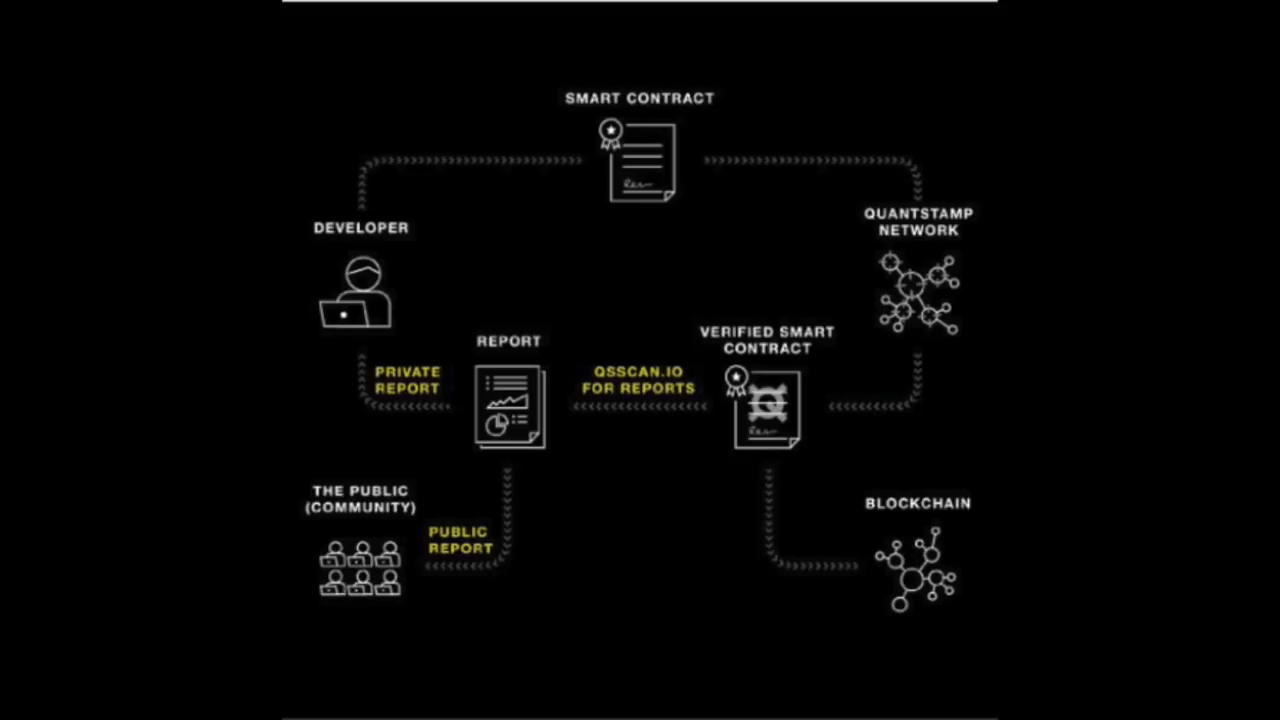 SMART CONTRACT
DEVELOPER
QUANTSTAMP
NETWORK
REPORT
VERIFIED SMART
CONTRACT
PRIVATE
REPORT
QSSCAN.IO
FOR REPORTS
THE PUBLIC
(COMMUNITY)
PUBLIC
REPORT
BLOCKCHAIN